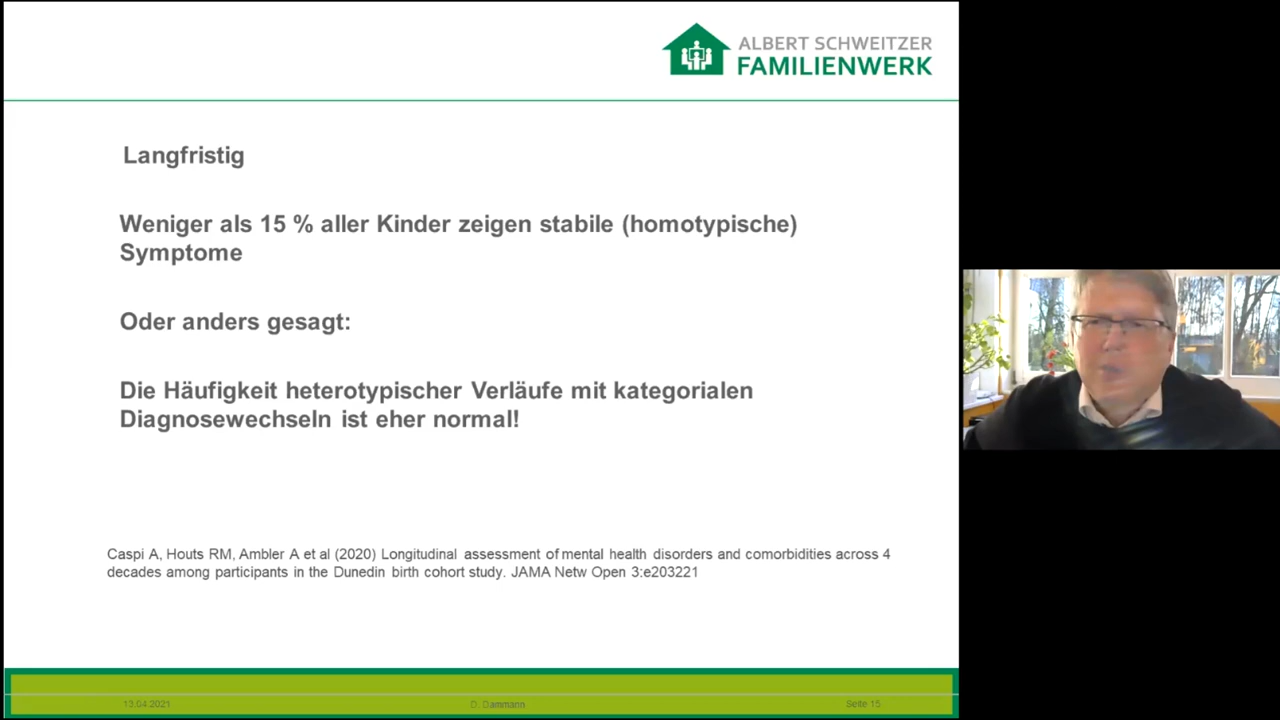 ALBERT SCHWEITZER
FAMILIENWERK
Langfristig
Weniger als 15 % aller Kinder zeigen stabile (homotypische)
Symptome
Oder anders gesagt:
Die Häufigkeit heterotypischer Verläufe mit kategorialen
Diagnosewechseln ist eher normal!
Caspi A, Houts RM, Ambler A et al (2020) Longitudinal assessment of mental health disorders and comorbidities across 4
decades among participants in the Dunedin birth cohort study. JAMA Netw Open 3:e203221
13.04.2021 D. Dammann Seite 15